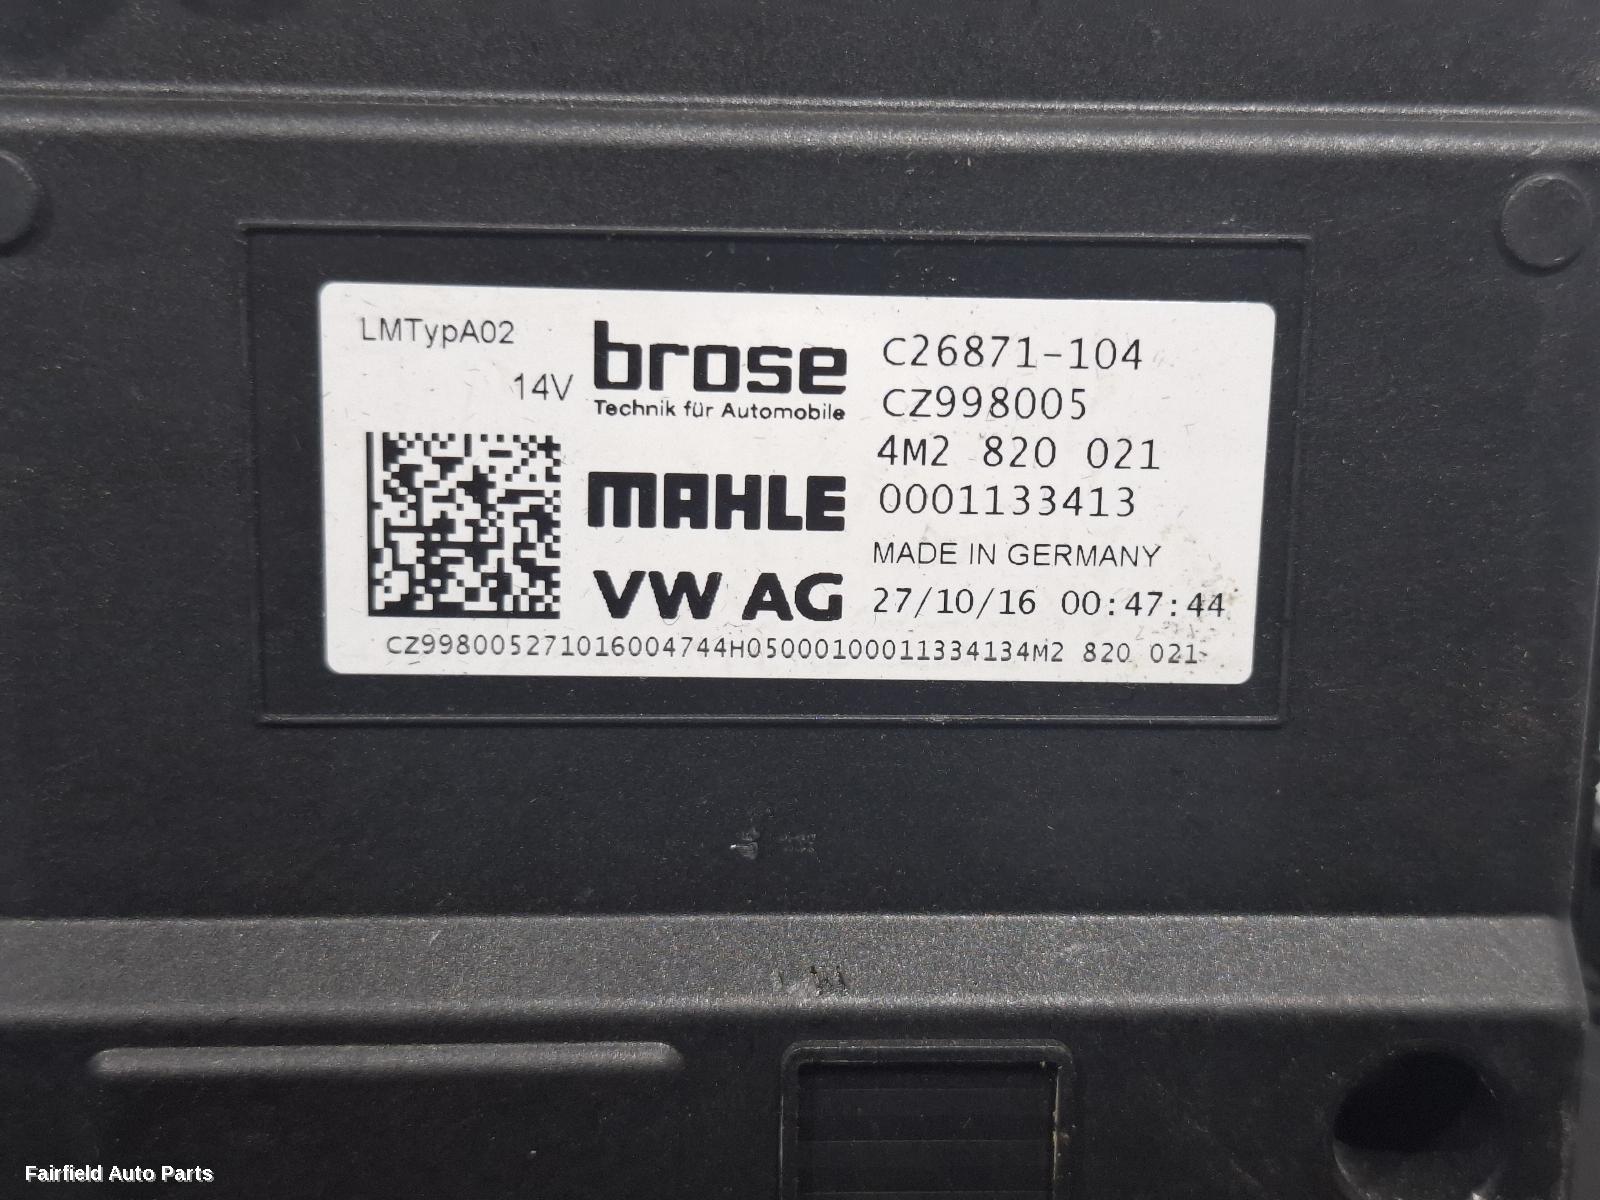 LMTypA02
14V
brose
Technik für Automobile
MAHLE
VW AG
C26871-104
CZ998005
4M2 820 021
0001133413
MADE IN GERMANY
27/10/16 00:47:44
CZ998005271016004744H05000100011334134M2 820 021
Fairfield Auto Parts